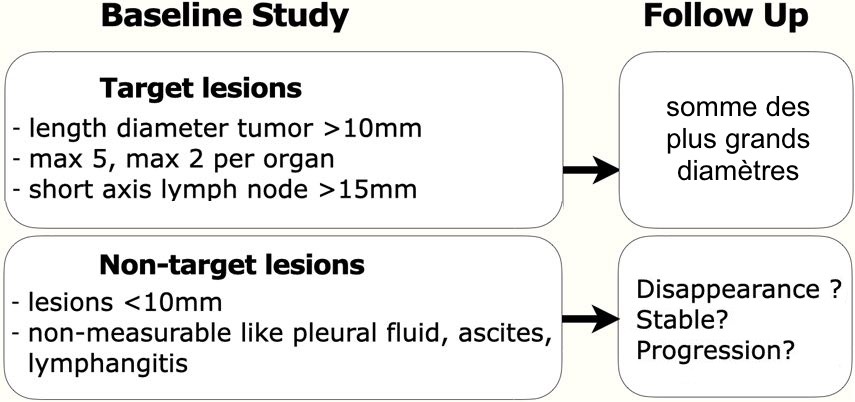 Baseline Study
Follow Up
Target lesions
- length diameter tumor >10mm
- max 5, max 2 per organ
- short axis lymph node >15mm
somme des
plus grands
diamètres
Non-target lesions
- lesions <10mm
- non-measurable like pleural fluid, ascites,
lymphangitis
Disappearance ?
Stable?
Progression?